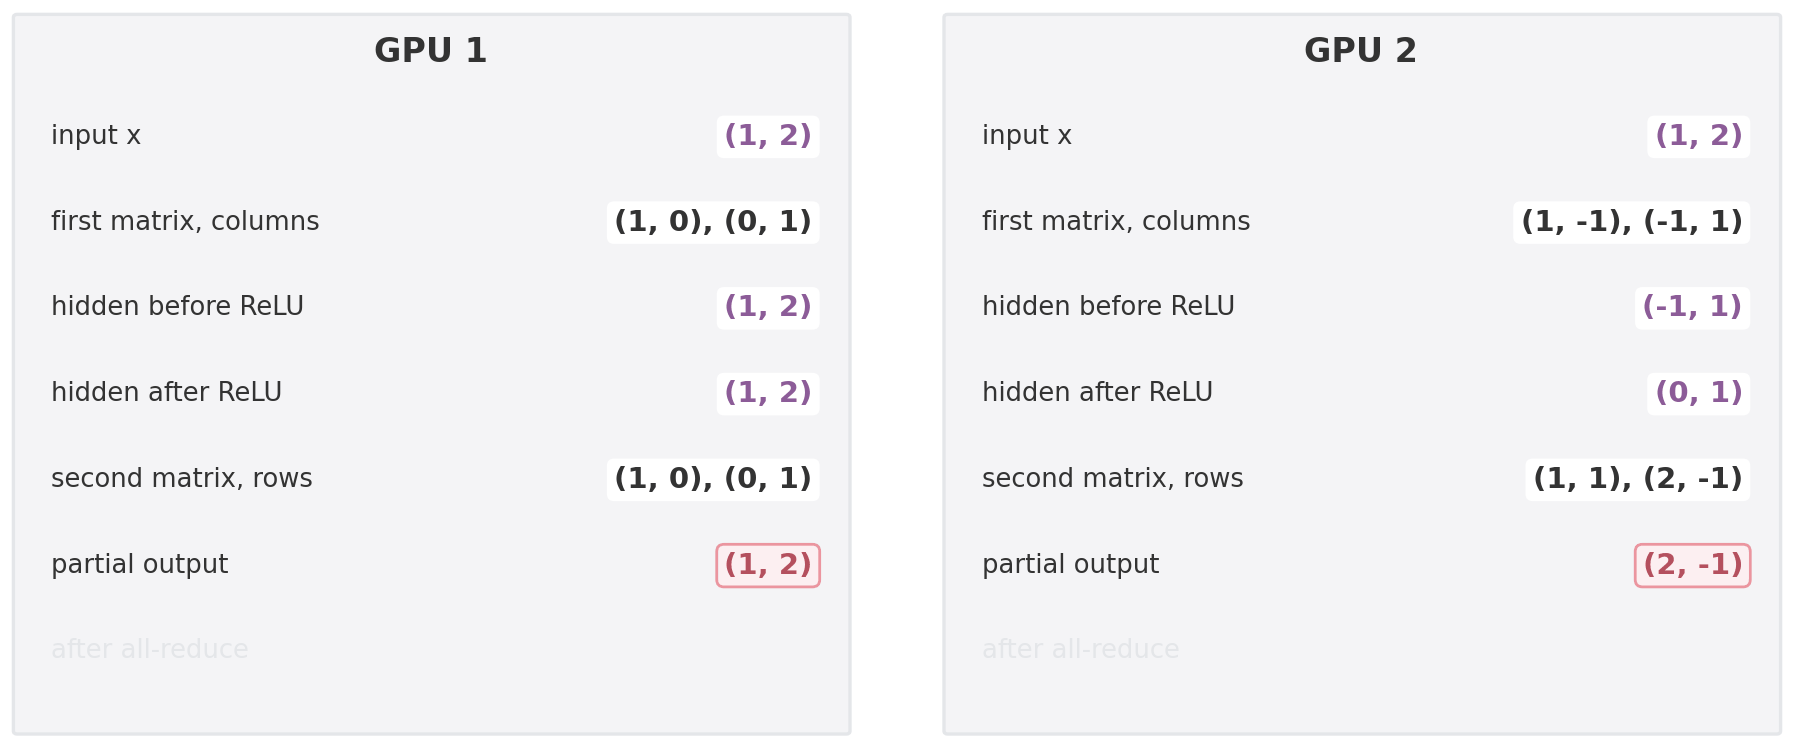 GPU 1
input x (1, 2)
first matrix, columns (1, 0), (0, 1)
hidden before ReLU (1, 2)
hidden after ReLU (1, 2)
second matrix, rows (1, 0), (0, 1)
partial output (1, 2)
after all-reduce
GPU 2
input x (1, 2)
first matrix, columns (1, -1), (-1, 1)
hidden before ReLU (-1, 1)
hidden after ReLU (0, 1)
second matrix, rows (1, 1), (2, -1)
partial output (2, -1)
after all-reduce